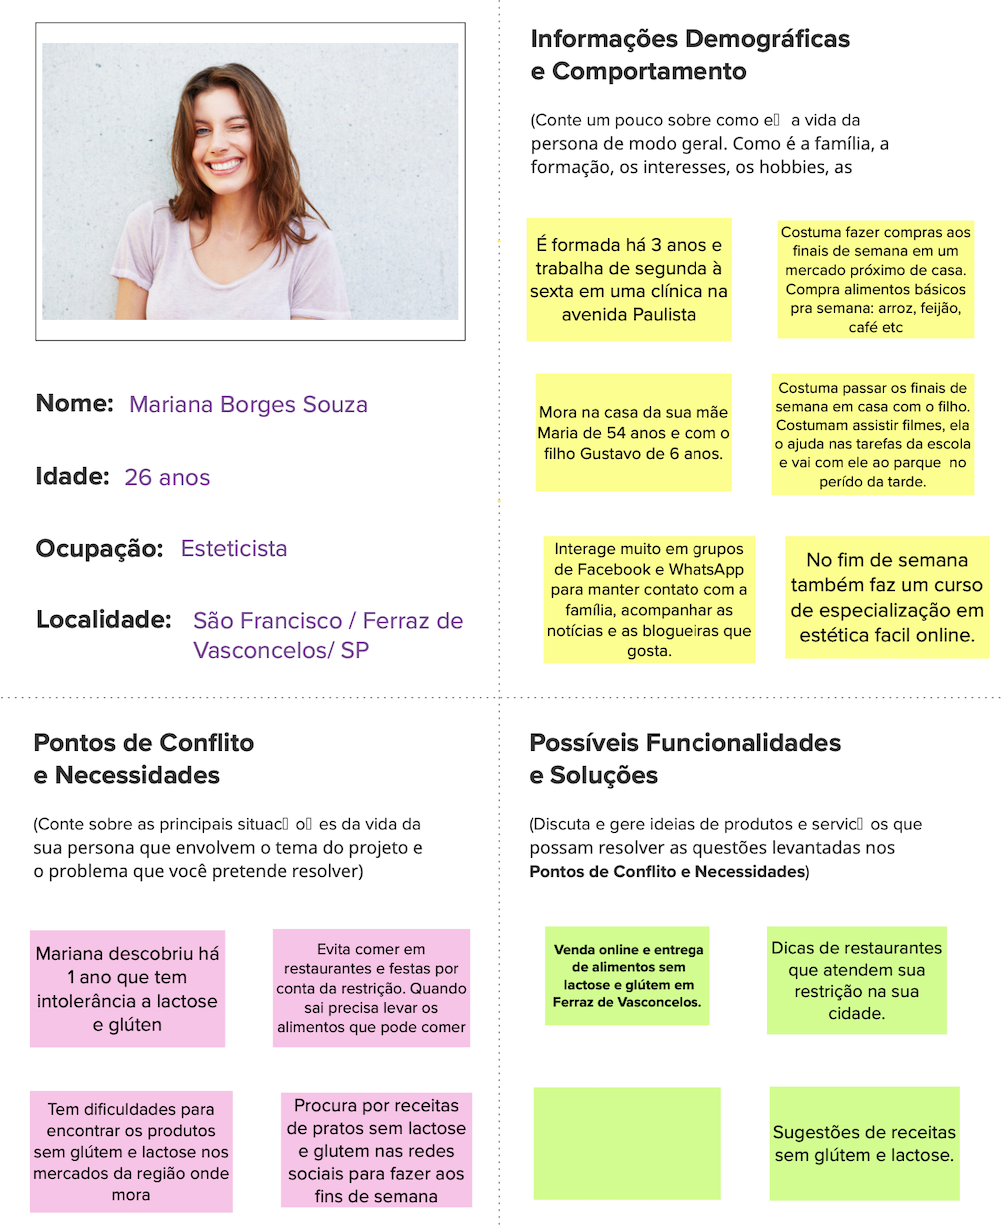 Nome: Mariana Borges Souza
Idade: 26 anos
Ocupação: Esteticista
Localidade: São Francisco / Ferraz de
Vasconcelos/ SP
Informações Demográficas
e Comportamento
(Conte um pouco sobre como e▯ a vida da
persona de modo geral. Como é a família, a
formação, os interesses, os hobbies, as
É formada há 3 anos e
trabalha de segunda à
sexta em uma clínica na
avenida Paulista
Costuma fazer compras aos
finais de semana em um
mercado próximo de casa.
Compra alimentos básicos
pra semana: arroz, feijão,
café etc
Mora na casa da sua mãe
Maria de 54 anos e com o
filho Gustavo de 6 anos.
Costuma passar os finais de
semana em casa com o filho.
Costumam assistir filmes, ela
o ajuda nas tarefas da escola
e vai com ele ao parque no
perído da tarde.
Interage muito em grupos
de Facebook e WhatsApp
para manter contato com a
família, acompanhar as
notícias e as blogueiras que
gosta.
No fim de semana
também faz um curso
de especialização em
estética facil online.
Pontos de Conflito
e Necessidades
(Conte sobre as principais situac▯ o▯ es da vida da
sua persona que envolvem o tema do projeto e
o problema que você pretende resolver)
Mariana descobriu há
1 ano que tem
intolerância a lactose
e glúten
Evita comer em
restaurantes e festas por
conta da restrição. Quando
sai precisa levar os
alimentos que pode comer
Tem dificuldades para
encontrar os produtos
sem glútem e lactose nos
mercados da região onde
mora
Procura por receitas
de pratos sem lactose
e glutem nas redes
sociais para fazer aos
fins de semana
Possíveis Funcionalidades
e Soluções
(Discuta e gere ideias de produtos e servic▯ os que
possam resolver as questões levantadas nos
Pontos de Conflito e Necessidades)
Venda online e entrega
de alimentos sem
lactose e glútem em
Ferraz de Vasconcelos.
Dicas de restaurantes
que atendem sua
restrição na sua
cidade.
Sugestões de receitas
sem glútem e lactose.